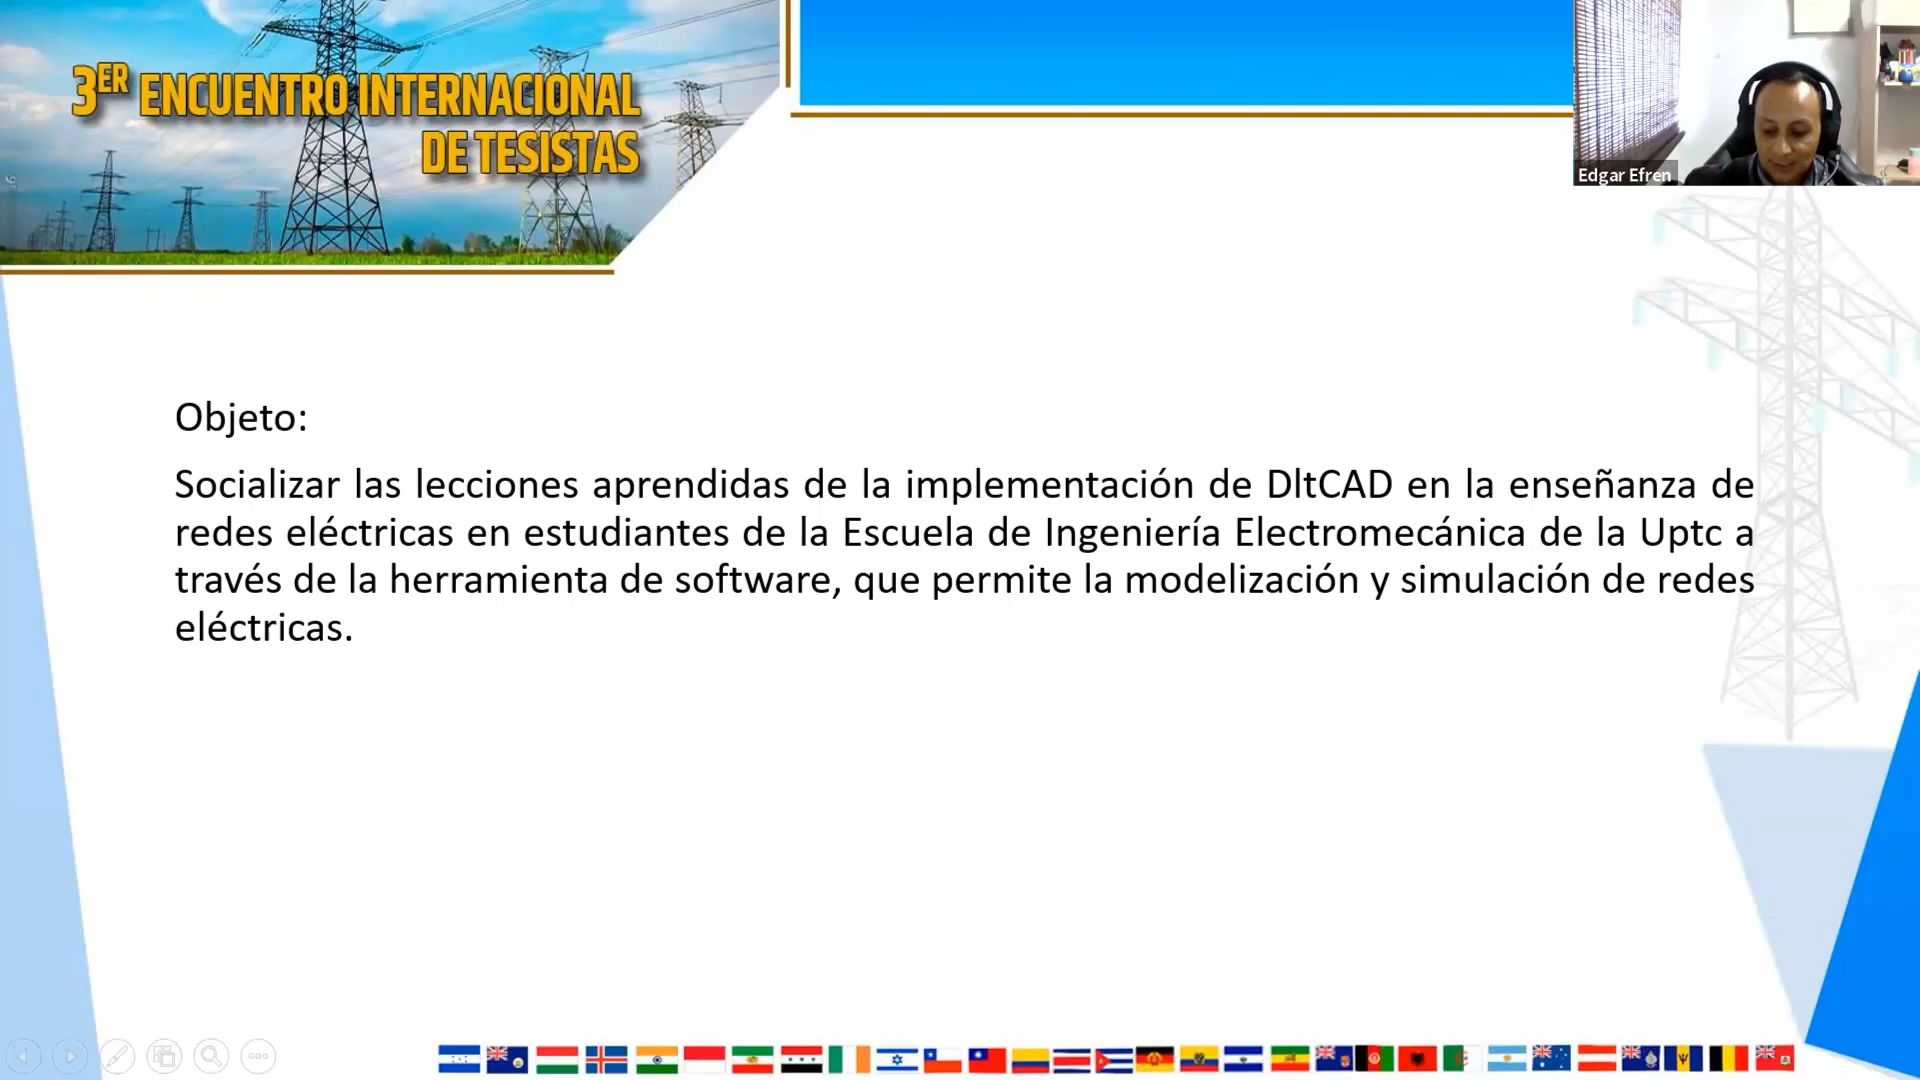 3ER ENCUENTRO INTERNACIONAL
DE TESISTAS
Edgar Efren
Objeto:
Socializar las lecciones aprendidas de la implementación de DltCAD en la enseñanza de
redes eléctricas en estudiantes de la Escuela de Ingeniería Electromecánica de la Uptc a
través de la herramienta de software, que permite la modelización y simulación de redes
eléctricas.